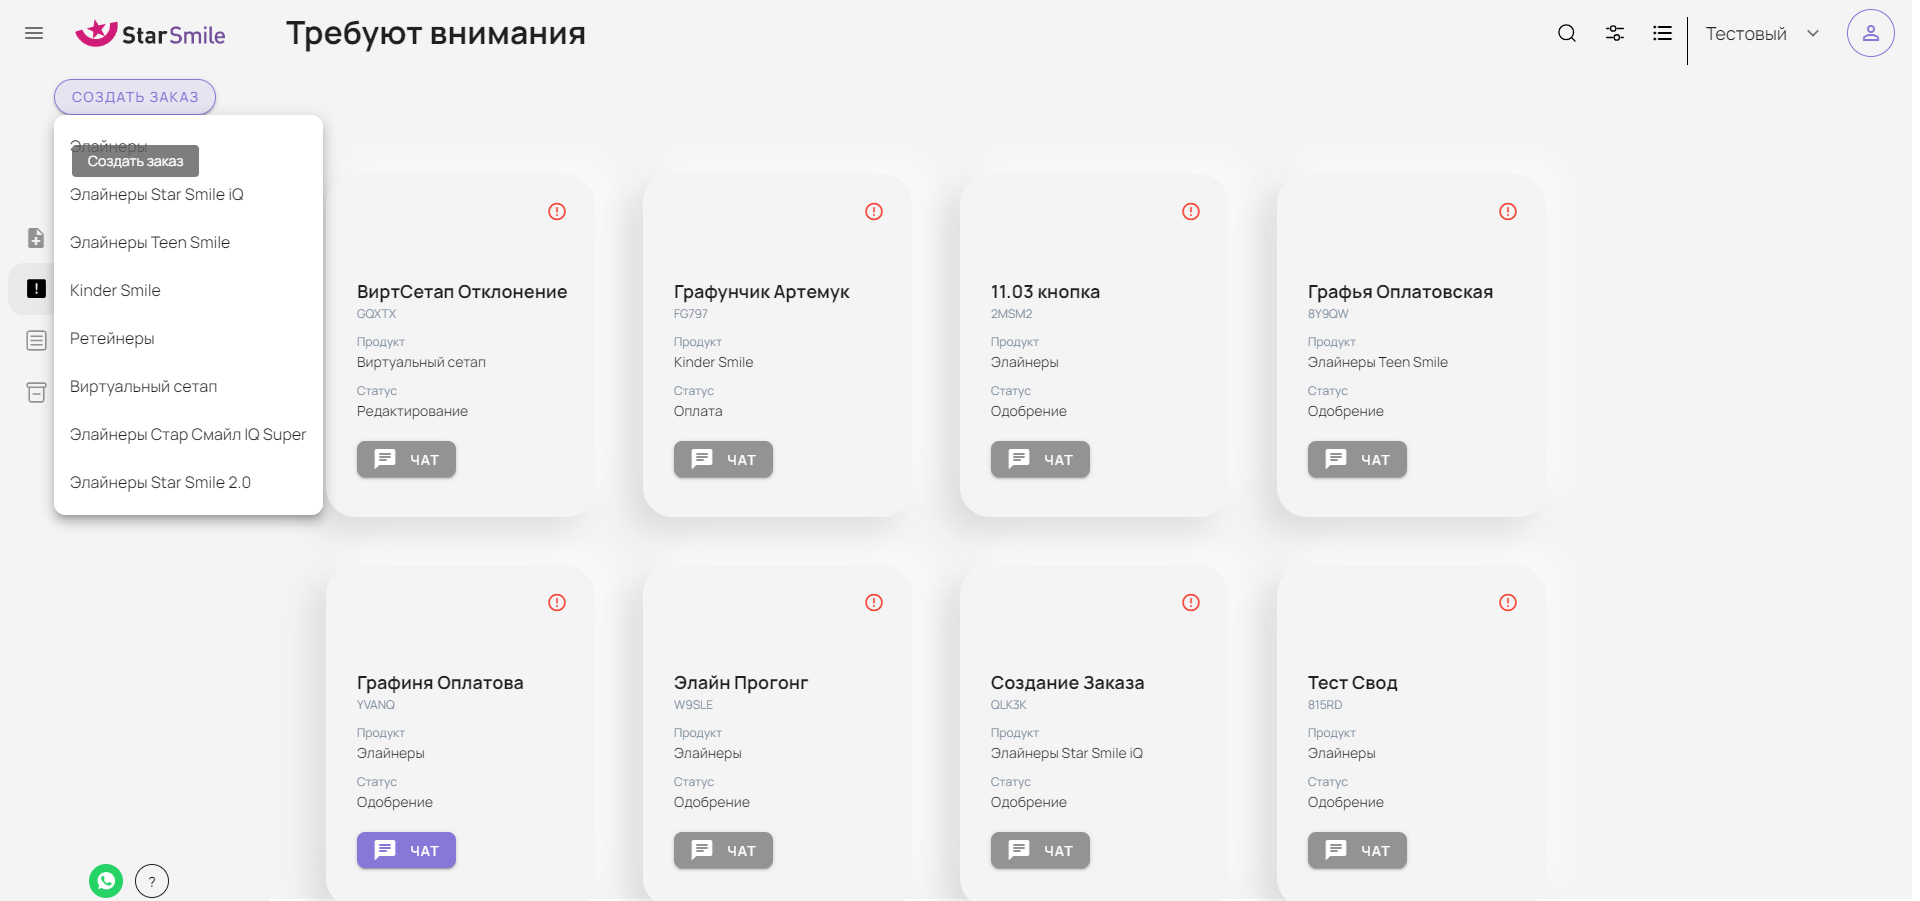 StarSmile
Требуют внимания
Тестовый
СОЗДАТЬ ЗАКАЗ
Элайнеры
Создать заказ
Элайнеры Star Smile iQ
Элайнеры Teen Smile
Kinder Smile
Ретейнеры
Виртуальный сетап
Элайнеры Стар Смайл IQ Super
Элайнеры Star Smile 2.0
ВиртСетап Отклонение
GQXTX
Продукт
Виртуальный сетап
Статус
Редактирование
ЧАТ
Графунчик Артемук
FG797
Продукт
Kinder Smile
Статус
Оплата
ЧАТ
11.03 кнопка
2MSM2
Продукт
Элайнеры
Статус
Одобрение
ЧАТ
Графья Оплатовская
8Y9QW
Продукт
Элайнеры Teen Smile
Статус
Одобрение
ЧАТ
Графиня Оплатова
YVANQ
Продукт
Элайнеры
Статус
Одобрение
ЧАТ
Элайн Прогонг
W9SLE
Продукт
Элайнеры
Статус
Одобрение
ЧАТ
Создание Заказа
QLK3K
Продукт
Элайнеры Star Smile iQ
Статус
Одобрение
ЧАТ
Тест Свод
815RD
Продукт
Элайнеры
Статус
Одобрение
ЧАТ
?